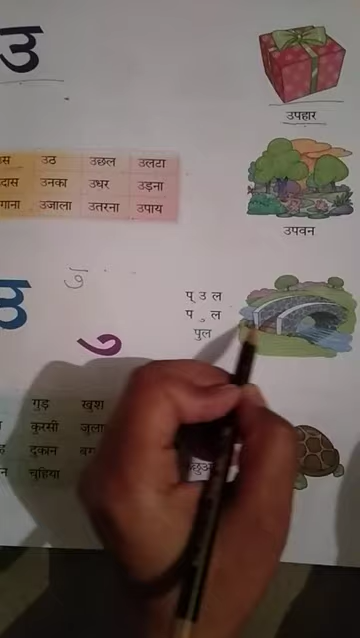 उ
उपहार
उठ उछल उलटा
दास उनका उधर उड़ना
गाना उजाला उतरना उपाय
उपवन
उ
ु
प् उ ल
प ु ल
पुल
गुड़ खुश
कुरसी
दुकान
चुहिया